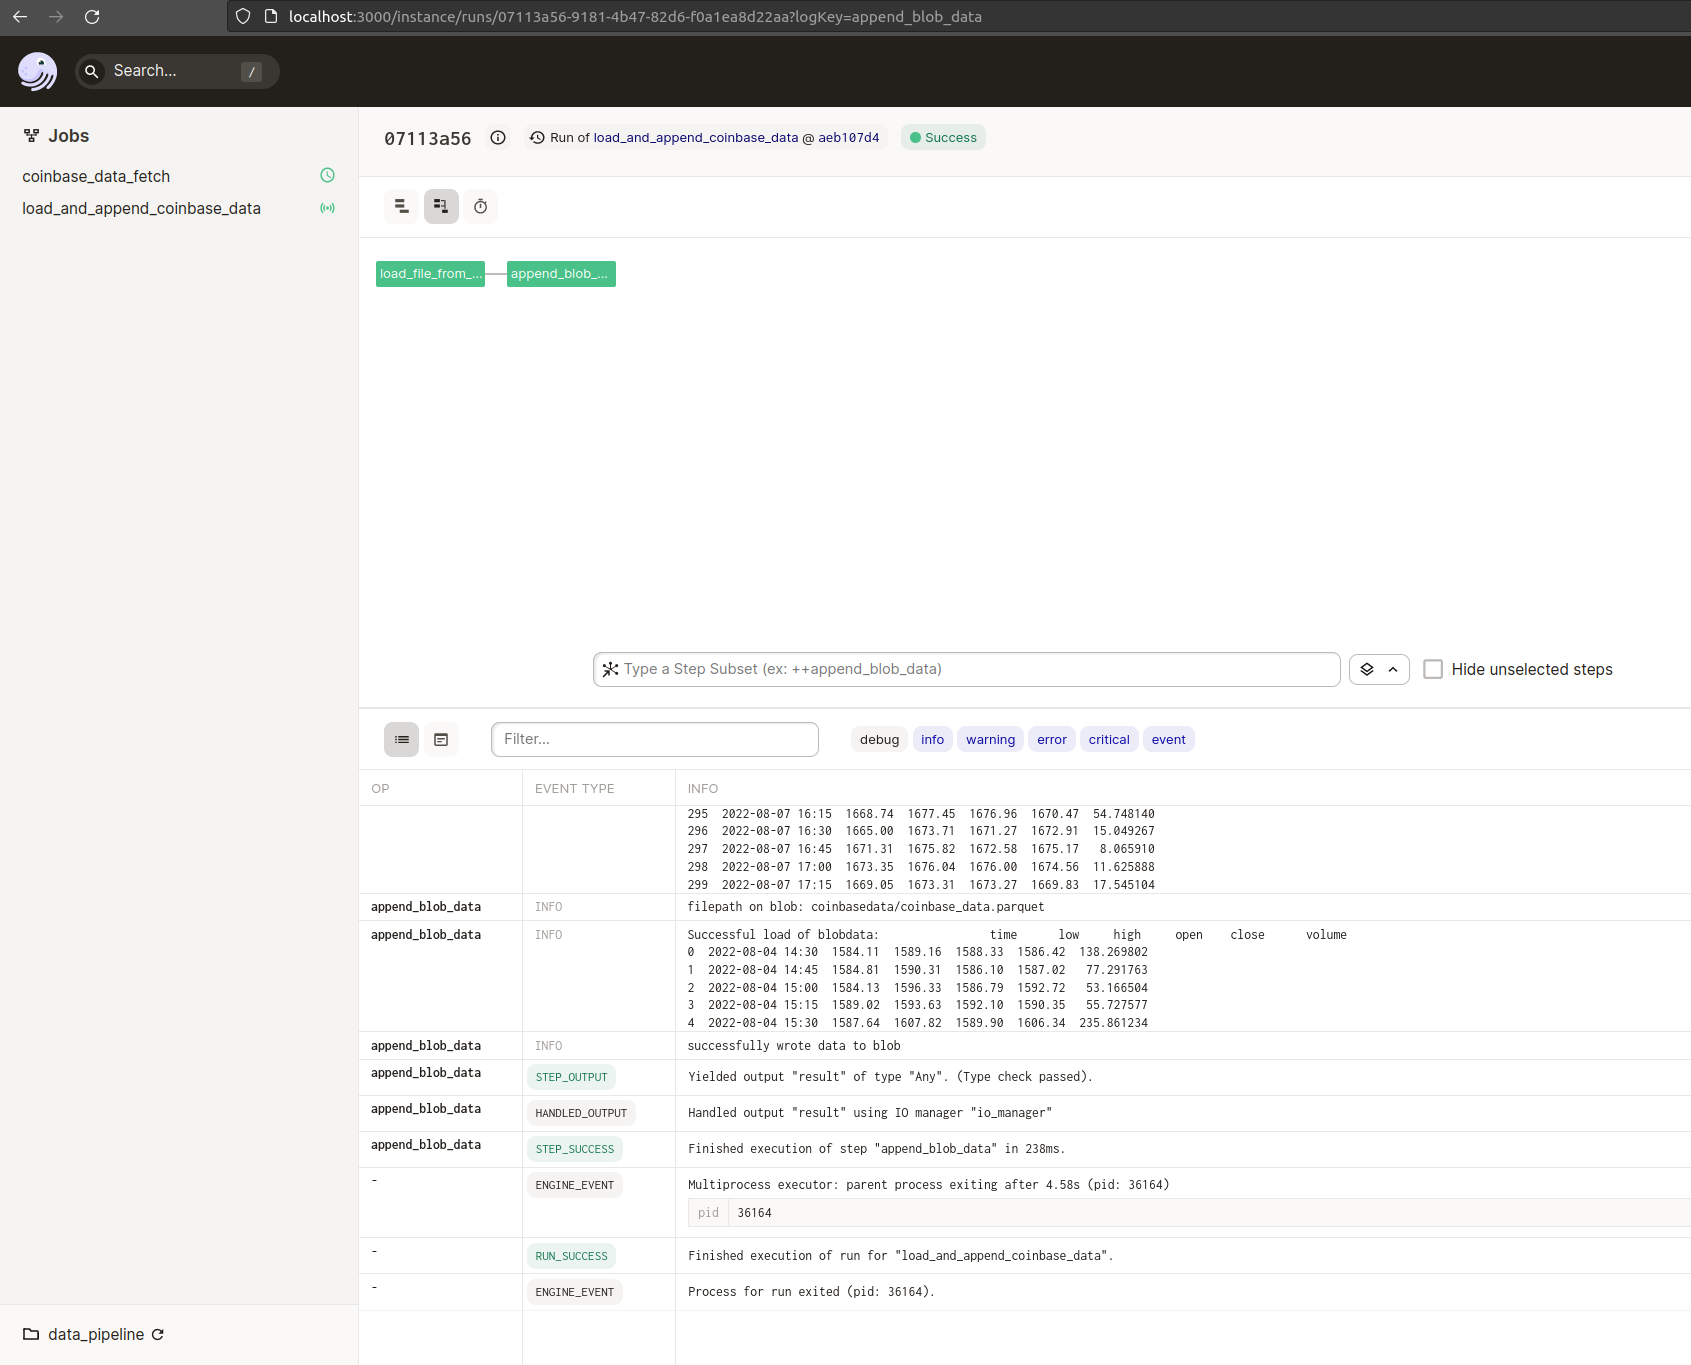 localhost:3000/instance/runs/07113a56-9181-4b47-82d6-f0a1ea8d22aa?logKey=append_blob_data
Search... /
Jobs
coinbase_data_fetch
load_and_append_coinbase_data
07113a56 Run of load_and_append_coinbase_data @ aeb107d4 Success
load_file_from_... append_blob_...
Type a Step Subset (ex: ++append_blob_data) Hide unselected steps
Filter... debug info warning error critical event
OP EVENT TYPE INFO
295 2022-08-07 16:15 1668.74 1677.45 1676.96 1670.47 54.748140
296 2022-08-07 16:30 1665.00 1673.71 1671.27 1672.91 15.049267
297 2022-08-07 16:45 1671.31 1675.82 1672.58 1675.17 8.065910
298 2022-08-07 17:00 1673.35 1676.04 1676.00 1674.56 11.625888
299 2022-08-07 17:15 1669.05 1673.31 1673.27 1669.83 17.545104
append_blob_data INFO filepath on blob: coinbasedata/coinbase_data.parquet
append_blob_data INFO Successful load of blobdata: time low high open close volume
0 2022-08-04 14:30 1584.11 1589.16 1588.33 1586.42 138.269802
1 2022-08-04 14:45 1584.81 1590.31 1586.10 1587.02 77.291763
2 2022-08-04 15:00 1584.13 1596.33 1586.79 1592.72 53.166504
3 2022-08-04 15:15 1589.02 1593.63 1592.10 1590.35 55.727577
4 2022-08-04 15:30 1587.64 1607.82 1589.90 1606.34 235.861234
append_blob_data INFO successfully wrote data to blob
append_blob_data STEP_OUTPUT Yielded output "result" of type "Any". (Type check passed).
append_blob_data HANDLED_OUTPUT Handled output "result" using IO manager "io_manager"
append_blob_data STEP_SUCCESS Finished execution of step "append_blob_data" in 238ms.
- ENGINE_EVENT Multiprocess executor: parent process exiting after 4.58s (pid: 36164)
pid 36164
- RUN_SUCCESS Finished execution of run for "load_and_append_coinbase_data".
- ENGINE_EVENT Process for run exited (pid: 36164).
data_pipeline